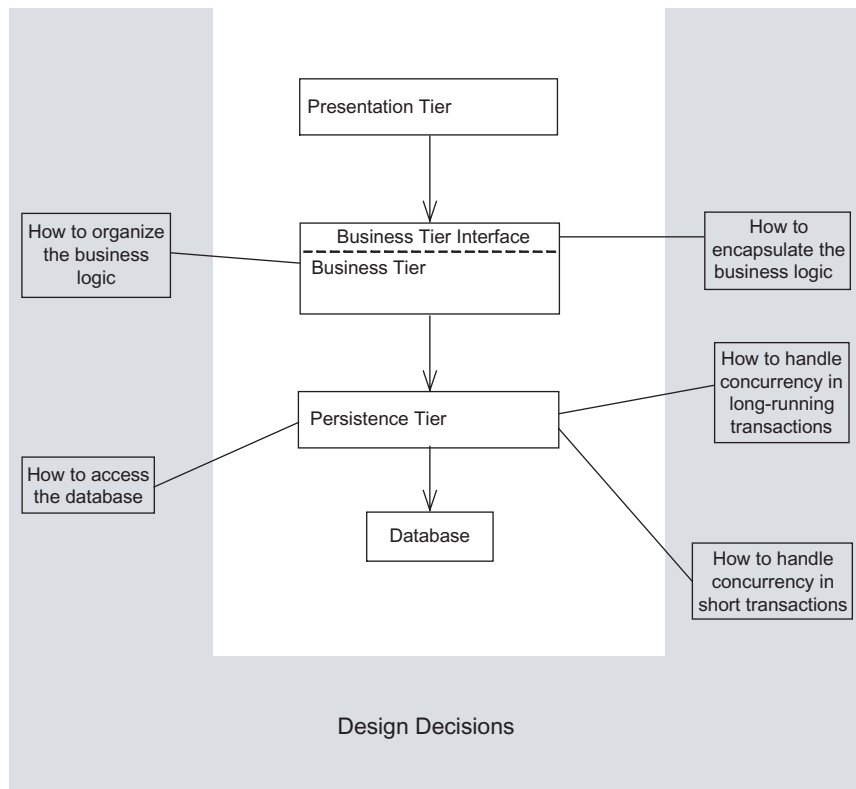 Presentation Tier
How to organize
the business
logic
Business Tier Interface
Business Tier
How to
encapsulate the
business logic
How to handle
concurrency in
long-running
transactions
Persistence Tier
How to access
the database
Database
How to handle
concurrency in
short transactions
Design Decisions